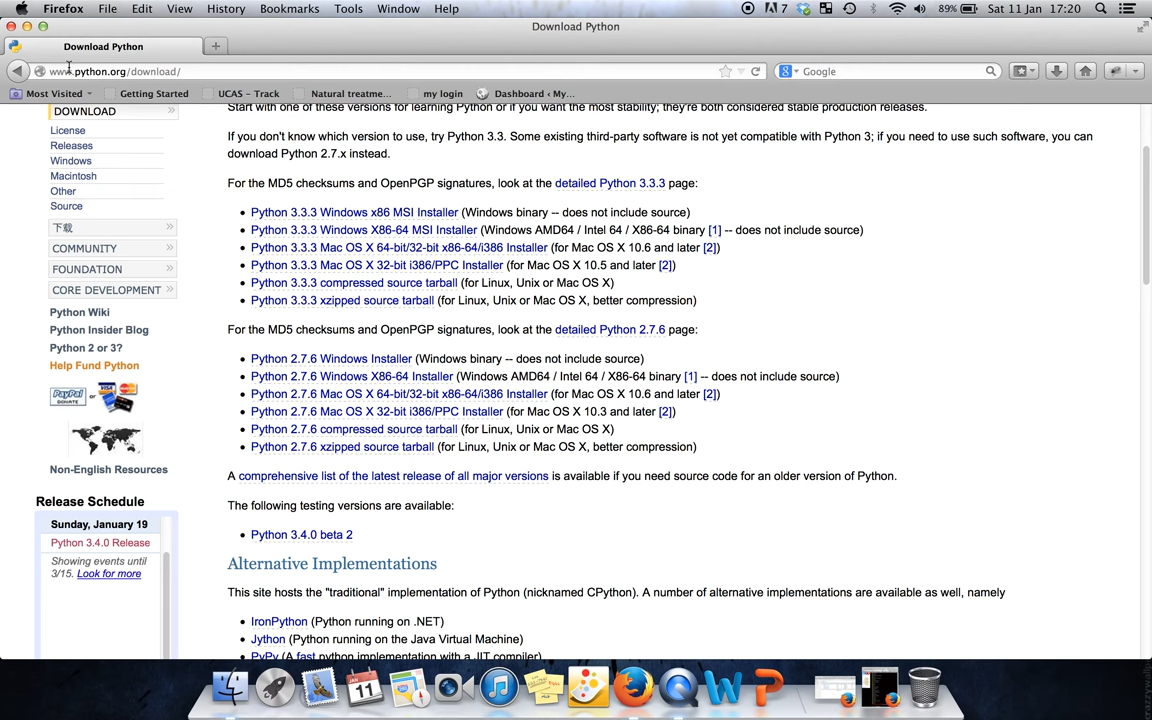 Firefox File Edit View History Bookmarks Tools Window Help 7 89% Sat 11 Jan 17:20
Download Python
Download Python
www.python.org/download/ Google
Most Visited Getting Started UCAS - Track Natural treatme... my login Dashboard ‹ My...
DOWNLOAD
License
Releases
Windows
Macintosh
Other
Source
下载
COMMUNITY
FOUNDATION
CORE DEVELOPMENT
Python Wiki
Python Insider Blog
Python 2 or 3?
Help Fund Python
PayPal
DONATE
or
VISA
Non-English Resources
Release Schedule
Sunday, January 19
Python 3.4.0 Release
Showing events until
3/15. Look for more
Start with one of these versions for learning Python or if you want the most stability; they're both considered stable production releases.
If you don't know which version to use, try Python 3.3. Some existing third-party software is not yet compatible with Python 3; if you need to use such software, you can
download Python 2.7.x instead.
For the MD5 checksums and OpenPGP signatures, look at the detailed Python 3.3.3 page:
Python 3.3.3 Windows x86 MSI Installer (Windows binary -- does not include source)
Python 3.3.3 Windows X86-64 MSI Installer (Windows AMD64 / Intel 64 / X86-64 binary [1] -- does not include source)
Python 3.3.3 Mac OS X 64-bit/32-bit x86-64/i386 Installer (for Mac OS X 10.6 and later [2])
Python 3.3.3 Mac OS X 32-bit i386/PPC Installer (for Mac OS X 10.5 and later [2])
Python 3.3.3 compressed source tarball (for Linux, Unix or Mac OS X)
Python 3.3.3 xzipped source tarball (for Linux, Unix or Mac OS X, better compression)
For the MD5 checksums and OpenPGP signatures, look at the detailed Python 2.7.6 page:
Python 2.7.6 Windows Installer (Windows binary -- does not include source)
Python 2.7.6 Windows X86-64 Installer (Windows AMD64 / Intel 64 / X86-64 binary [1] -- does not include source)
Python 2.7.6 Mac OS X 64-bit/32-bit x86-64/i386 Installer (for Mac OS X 10.6 and later [2])
Python 2.7.6 Mac OS X 32-bit i386/PPC Installer (for Mac OS X 10.3 and later [2])
Python 2.7.6 compressed source tarball (for Linux, Unix or Mac OS X)
Python 2.7.6 xzipped source tarball (for Linux, Unix or Mac OS X, better compression)
A comprehensive list of the latest release of all major versions is available if you need source code for an older version of Python.
The following testing versions are available:
Python 3.4.0 beta 2
Alternative Implementations
This site hosts the "traditional" implementation of Python (nicknamed CPython). A number of alternative implementations are available as well, namely
IronPython (Python running on .NET)
Jython (Python running on the Java Virtual Machine)
PyPy (A fast python implementation with a JIT compiler)
JAN
11